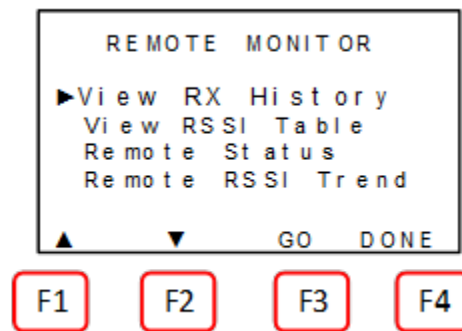 REMOTE MONITOR
►View RX History
View RSSI Table
Remote Status
Remote RSSI Trend
▲ ▼ GO DONE
F1 F2 F3 F4